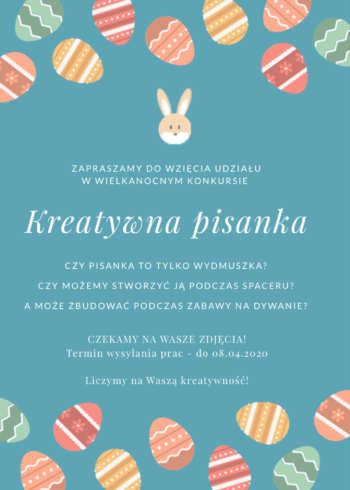 ZAPRASZAMY DO WZIĘCIA UDZIAŁU
W WIELKANOCNYM KONKURSIE
Kreatywna pisanka
CZY PISANKA TO TYLKO WYDMUSZKA?
CZY MOŻEMY STWORZYĆ JĄ PODCZAS SPACERU?
A MOŻE ZBUDOWAĆ PODCZAS ZABAWY NA DYWANIE?
CZEKAMY NA WASZE ZDJĘCIA!
Termin wysyłania prac - do 08.04.2020
Liczymy na Waszą kreatywność!